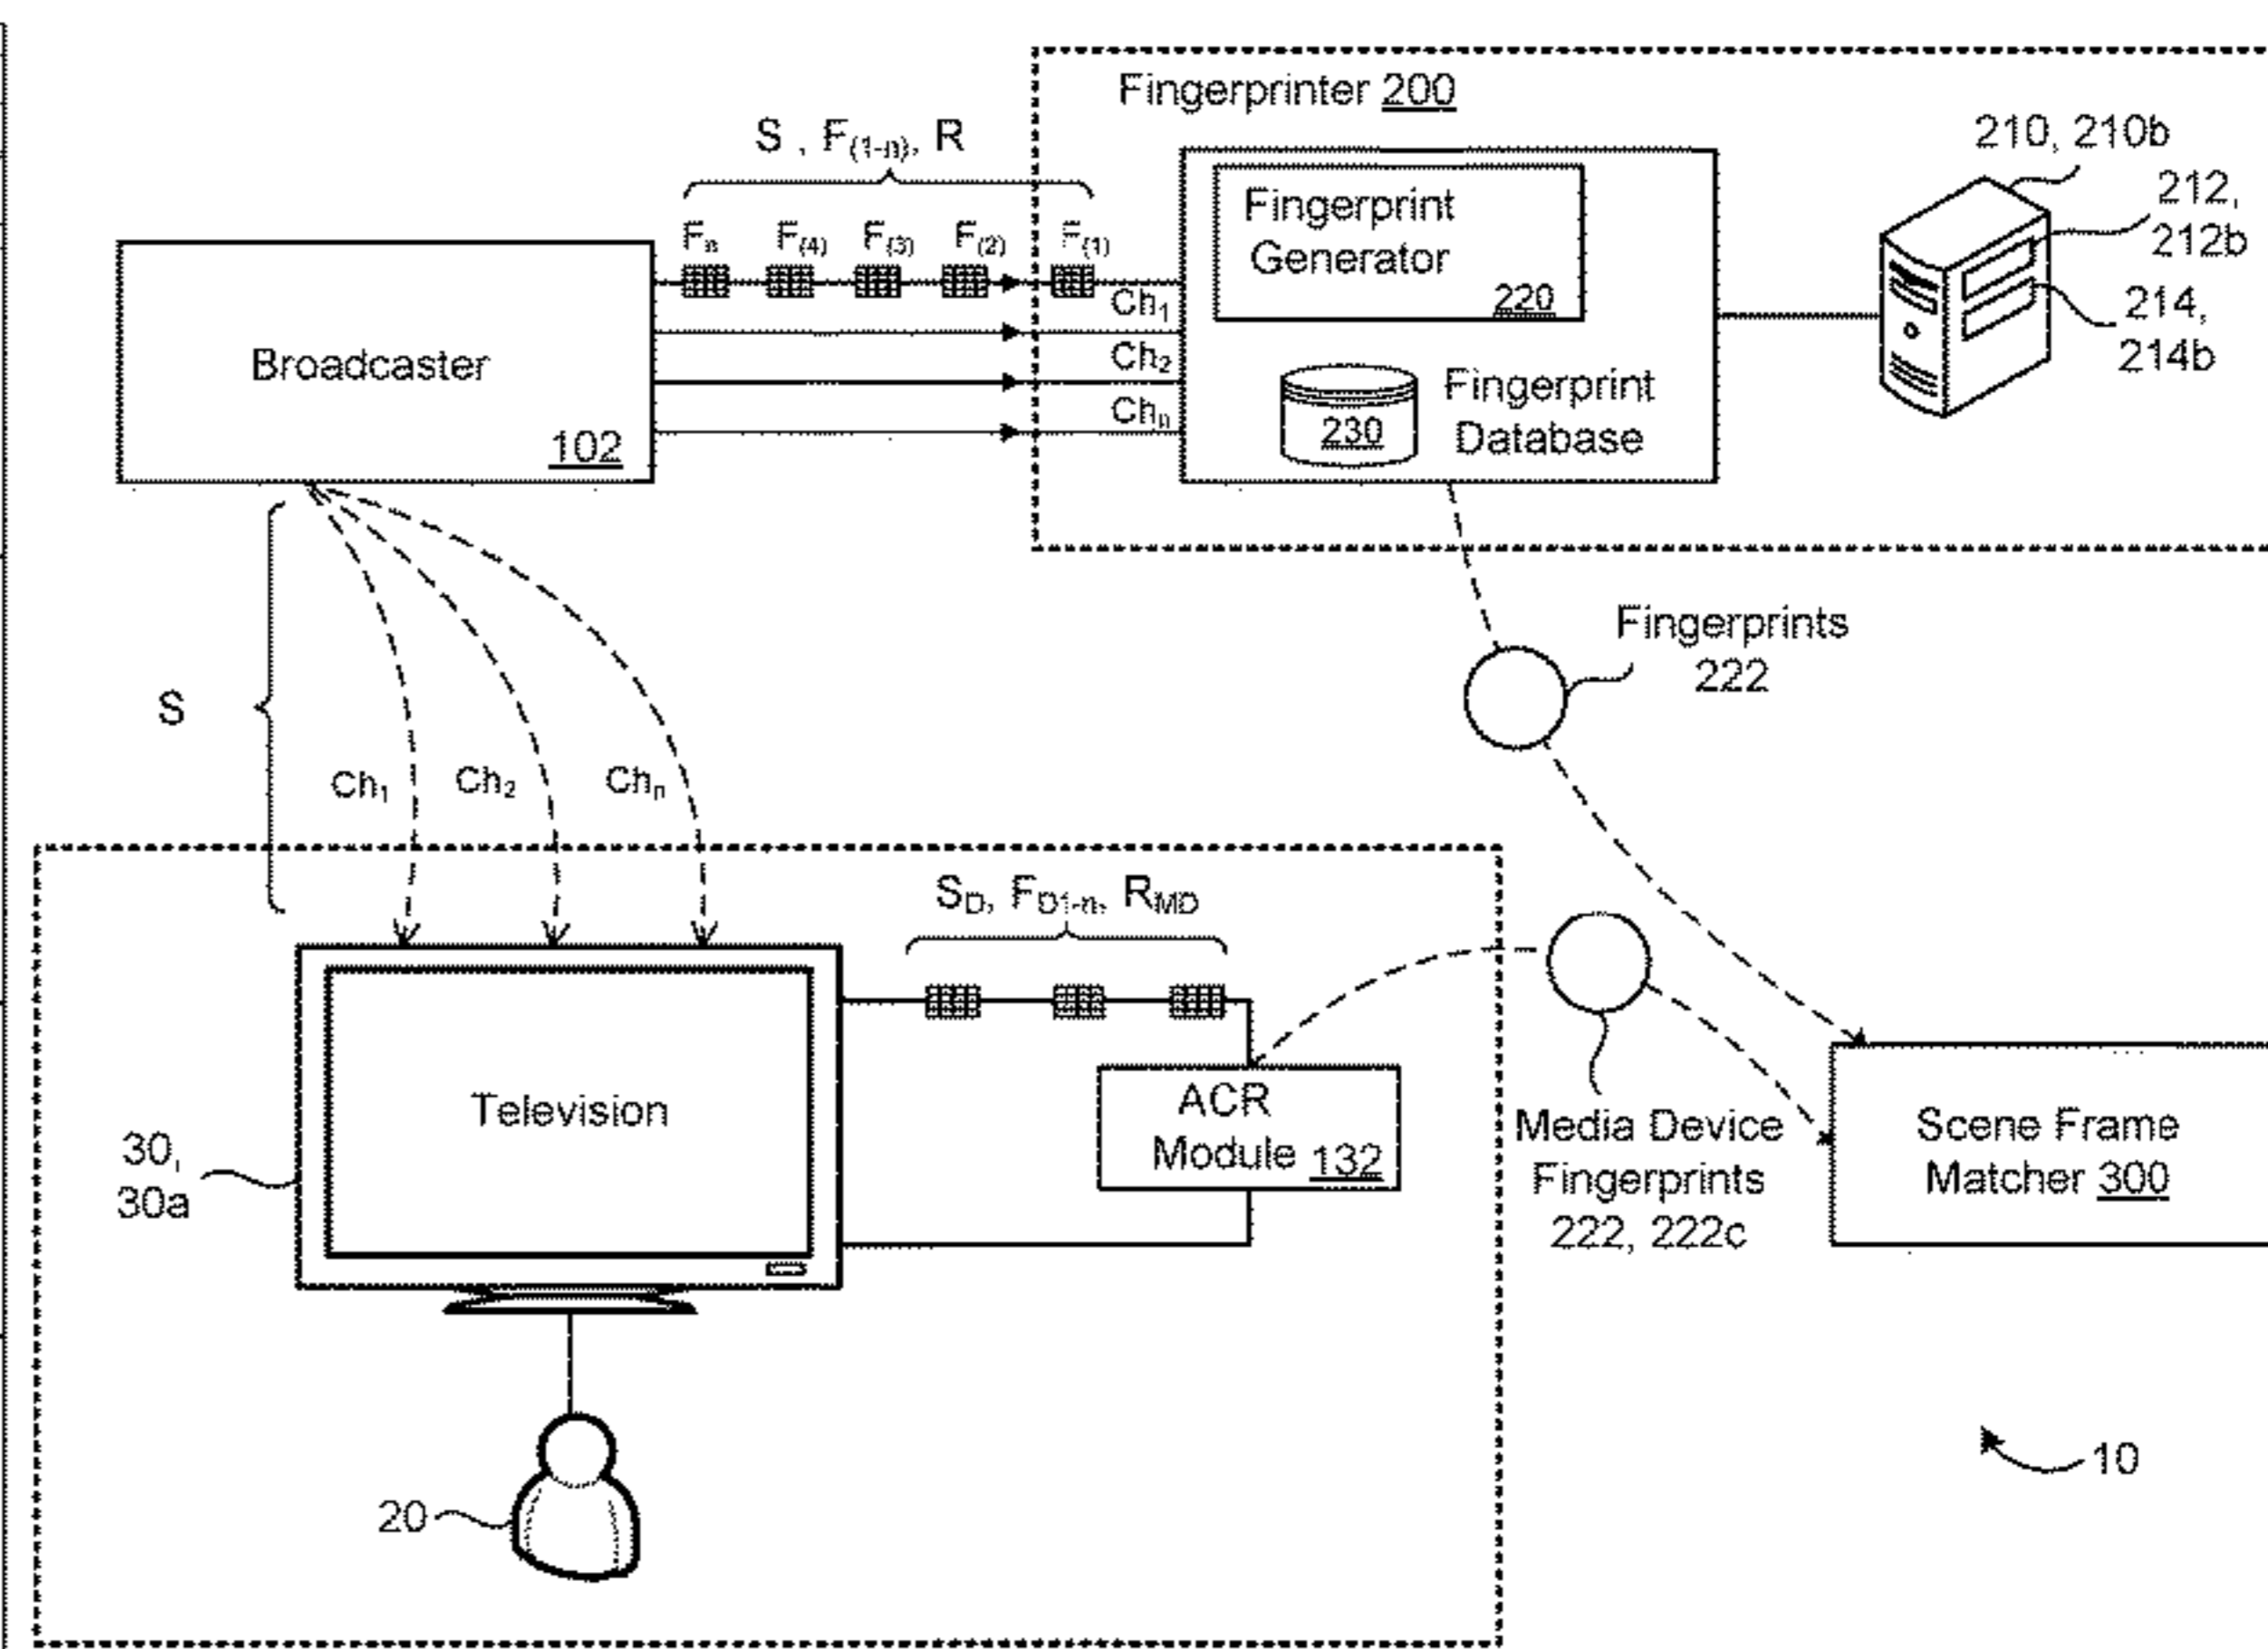 Fingerprinter 200
S , F(1-n), R
210, 210b
212,
212b
214,
214b
Fn F(4) F(3) F(2) F(1)
Fingerprint
Generator
220
Ch1
Ch2
Chn
Broadcaster
102
230
Fingerprint
Database
Fingerprints
222
S
Ch1
Ch2
Chn
SD, FD1-n, RMD
Television
ACR
Module 132
30,
30a
Media Device
Fingerprints
222, 222c
Scene Frame
Matcher 300
20
10